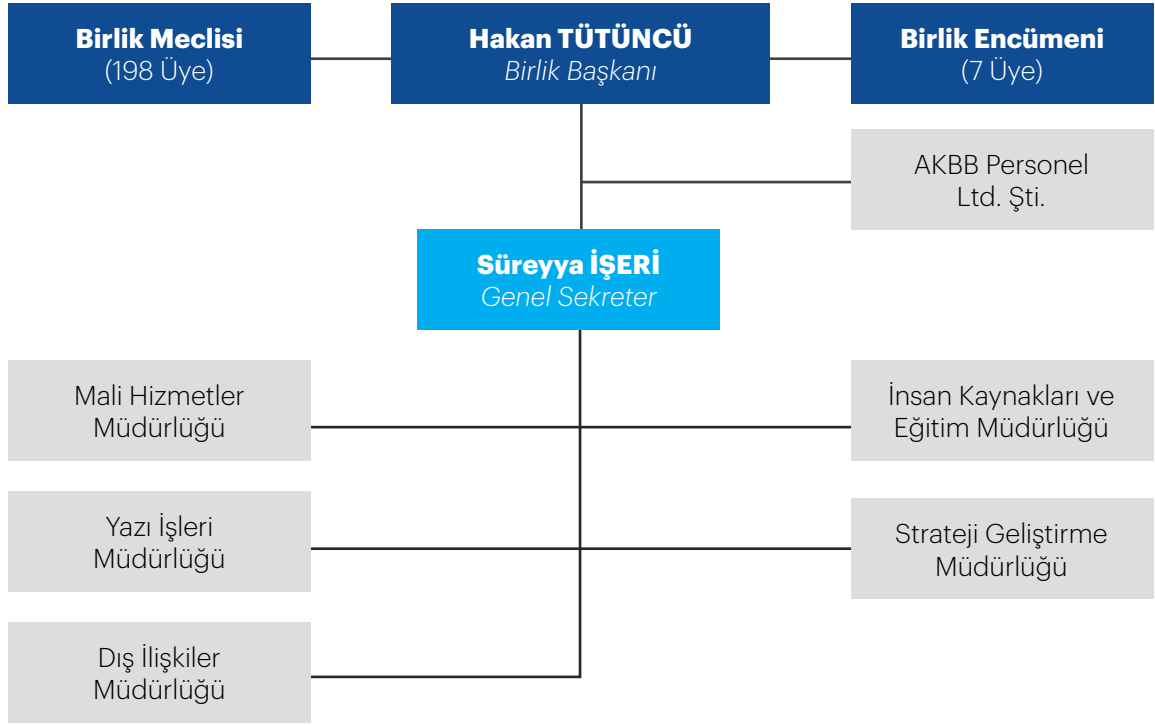 Birlik Meclisi
(198 Üye)
Hakan TÜTÜNCÜ
Birlik Başkanı
Birlik Encümeni
(7 Üye)
AKBB Personel
Ltd. Şti.
Süreyya İŞERİ
Genel Sekreter
Mali Hizmetler
Müdürlüğü
İnsan Kaynakları ve
Eğitim Müdürlüğü
Yazı İşleri
Müdürlüğü
Strateji Geliştirme
Müdürlüğü
Dış İlişkiler
Müdürlüğü